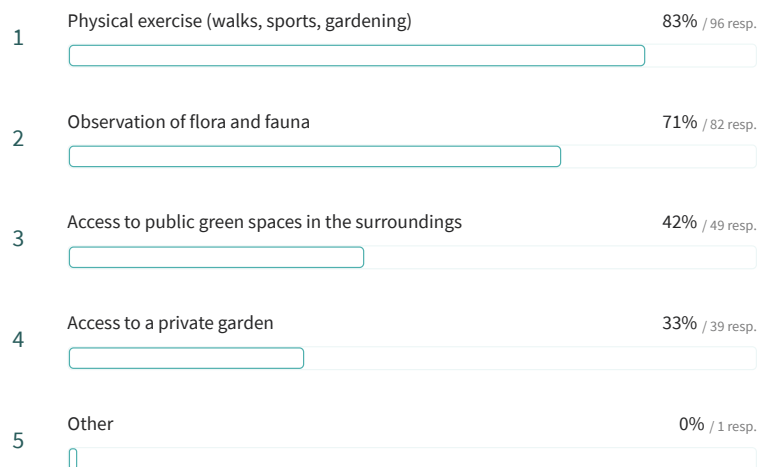 1 Physical exercise (walks, sports, gardening) 83% / 96 resp.
2 Observation of flora and fauna 71% / 82 resp.
3 Access to public green spaces in the surroundings 42% / 49 resp.
4 Access to a private garden 33% / 39 resp.
5 Other 0% / 1 resp.